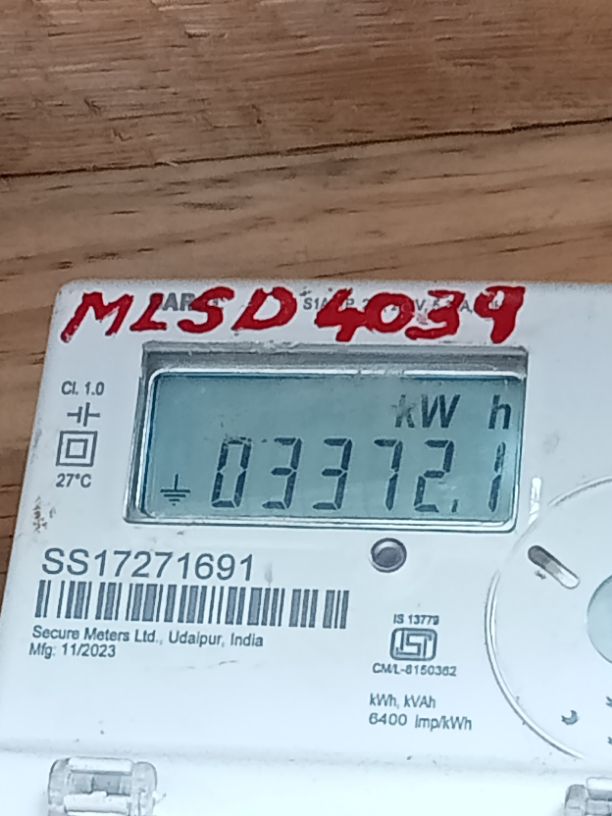 MLSD 4039
Cl. 1.0
kW h
03372.1
27°C
SS17271691
Secure Meters Ltd., Udaipur, India
Mfg: 11/2023
IS 13779
CM/L-8150362
kWh, kVAh
6400 Imp/kWh